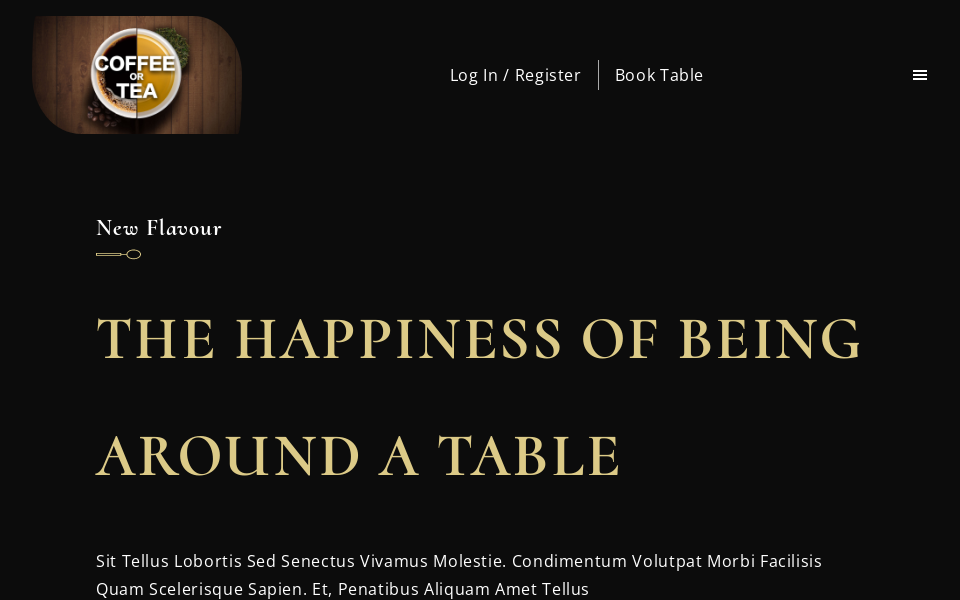 COFFEE
OR
TEA
Log In / Register
Book Table
New Flavour
THE HAPPINESS OF BEING
AROUND A TABLE
Sit Tellus Lobortis Sed Senectus Vivamus Molestie. Condimentum Volutpat Morbi Facilisis
Quam Scelerisque Sapien. Et, Penatibus Aliquam Amet Tellus